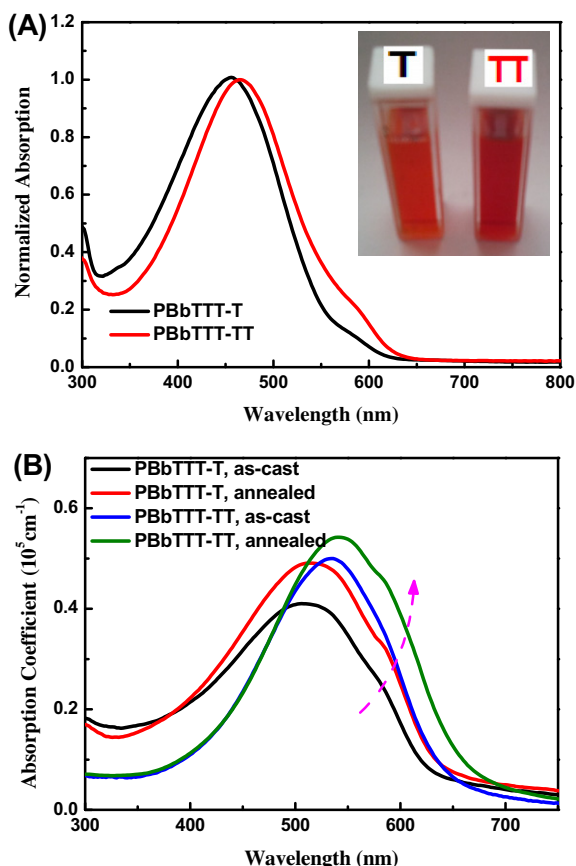 (A)
1.2
1.0
0.8
0.6
0.4
0.2
0.0
Normalized Absorption
T
TT
PBbTTT-T
PBbTTT-TT
300 400 500 600 700 800
Wavelength (nm)
(B)
PBbTTT-T, as-cast
PBbTTT-T, annealed
PBbTTT-TT, as-cast
PBbTTT-TT, annealed
0.6
0.4
0.2
0.0
Absorption Coefficient (10⁵cm⁻¹)
300 400 500 600 700
Wavelength (nm)